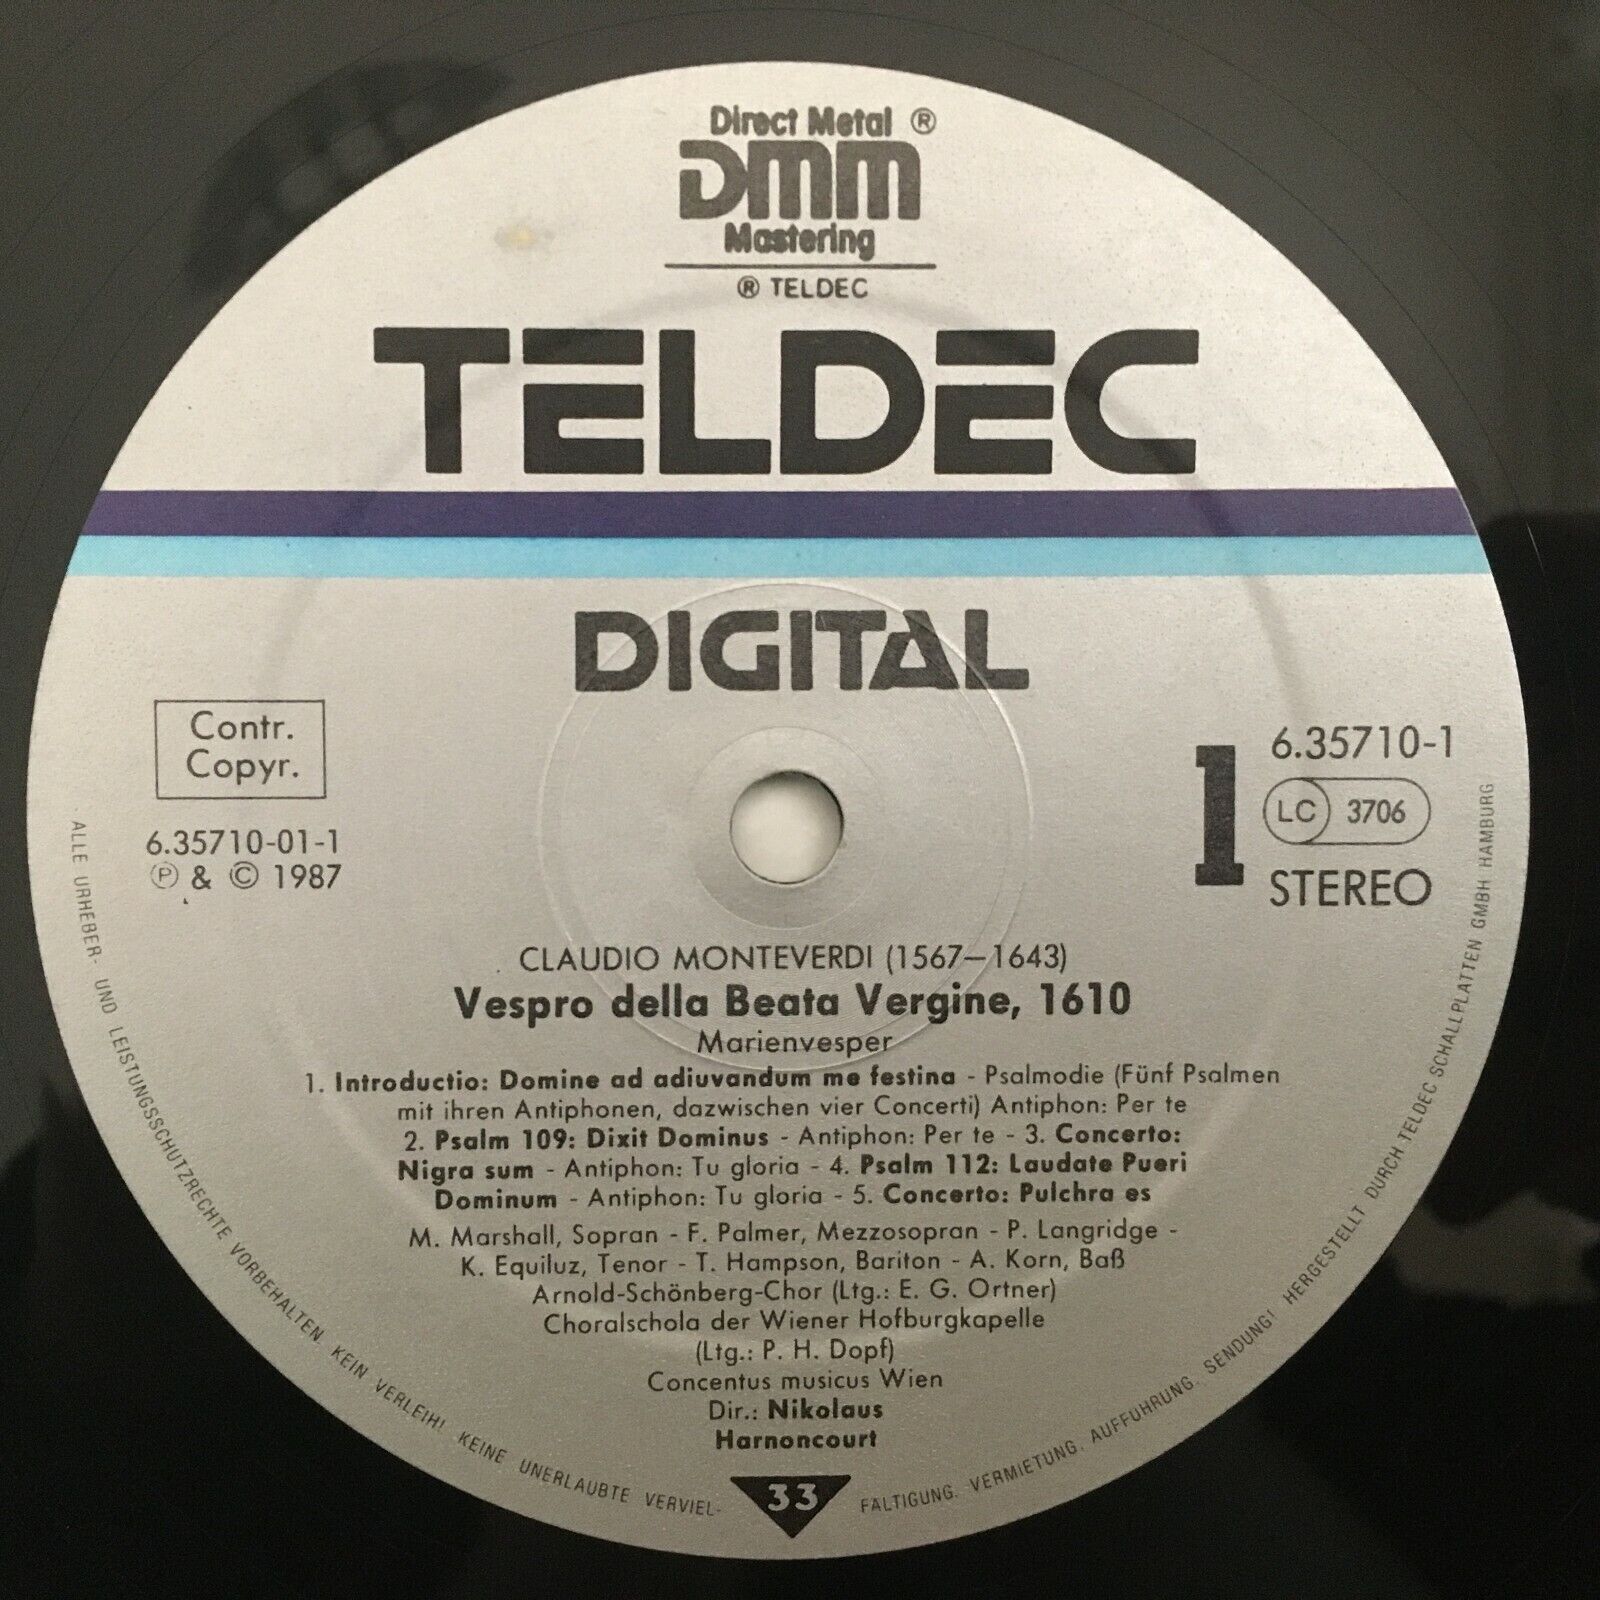 Direct Metal ®
DMM
Mastering
® TELDEC
TELDEC
DIGITAL
Contr.
Copyr.
6.35710-01-1
℗ & © 1987
1
6.35710-1
LC 3706
STEREO
CLAUDIO MONTEVERDI (1567–1643)
Vespro della Beata Vergine, 1610
Marienvesper
1. Introductio: Domine ad adiuvandum me festina - Psalmodie (Fünf Psalmen
mit ihren Antiphonen, dazwischen vier Concerti) Antiphon: Per te
2. Psalm 109: Dixit Dominus - Antiphon: Per te - 3. Concerto:
Nigra sum - Antiphon: Tu gloria - 4. Psalm 112: Laudate Pueri
Dominum - Antiphon: Tu gloria - 5. Concerto: Pulchra es
M. Marshall, Sopran - F. Palmer, Mezzosopran - P. Langridge -
K. Equiluz, Tenor - T. Hampson, Bariton - A. Korn, Baß
Arnold-Schönberg-Chor (Ltg.: E. G. Ortner)
Choralschola der Wiener Hofburgkapelle
(Ltg.: P. H. Dopf)
Concentus musicus Wien
Dir.: Nikolaus
Harnoncourt
33
ALLE URHEBER- UND LEISTUNGSSCHUTZRECHTE VORBEHALTEN. KEIN VERLEIH! KEINE UNERLAUBTE VERVIEL-FÄLTIGUNG. VERMIETUNG. AUFFÜHRUNG. SENDUNG! HERGESTELLT DURCH TELDEC SCHALLPLATTEN GMBH HAMBURG